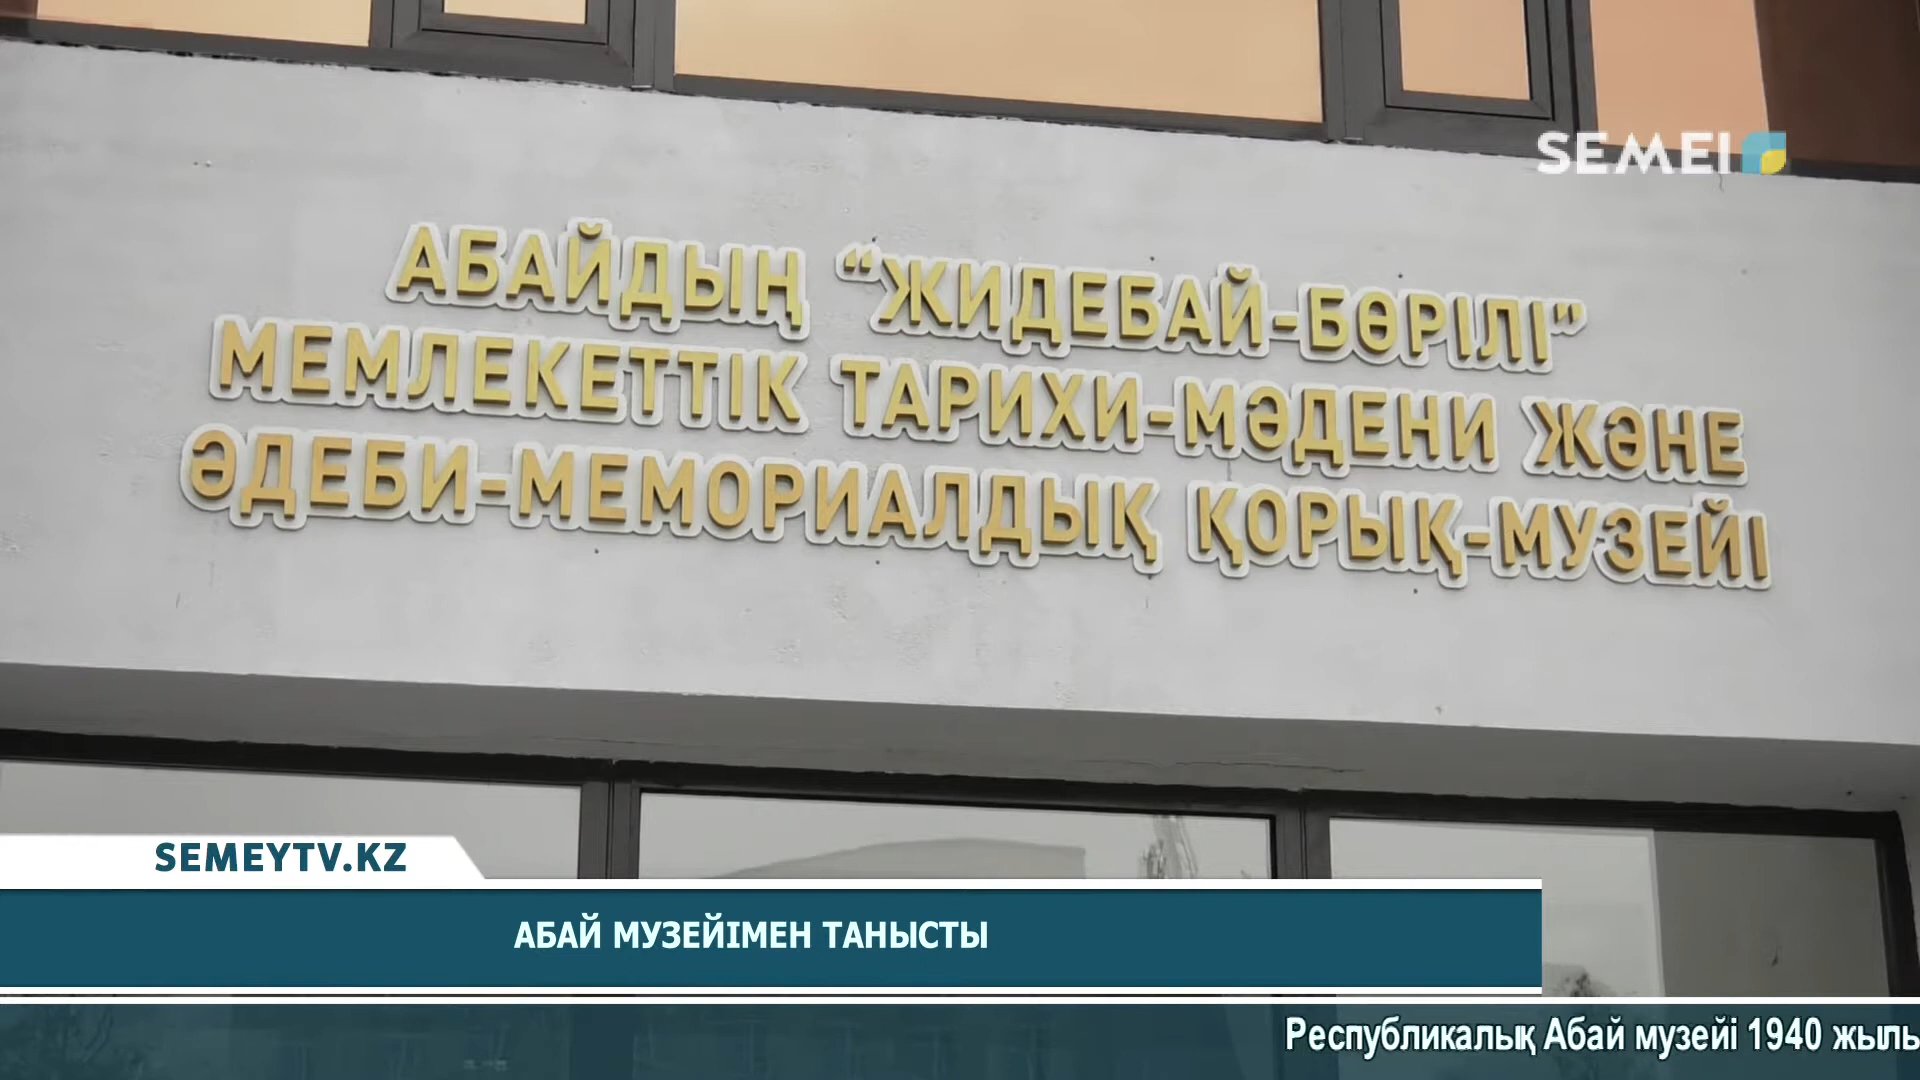 SEMEI
АБАЙДЫҢ “ЖИДЕБАЙ-БӨРІЛІ”
МЕМЛЕКЕТТІК ТАРИХИ-МӘДЕНИ ЖӘНЕ
ӘДЕБИ-МЕМОРИАЛДЫҚ ҚОРЫҚ-МУЗЕЙІ
SEMEYTV.KZ
АБАЙ МУЗЕЙІМЕН ТАНЫСТЫ
Республикалық Абай музейі 1940